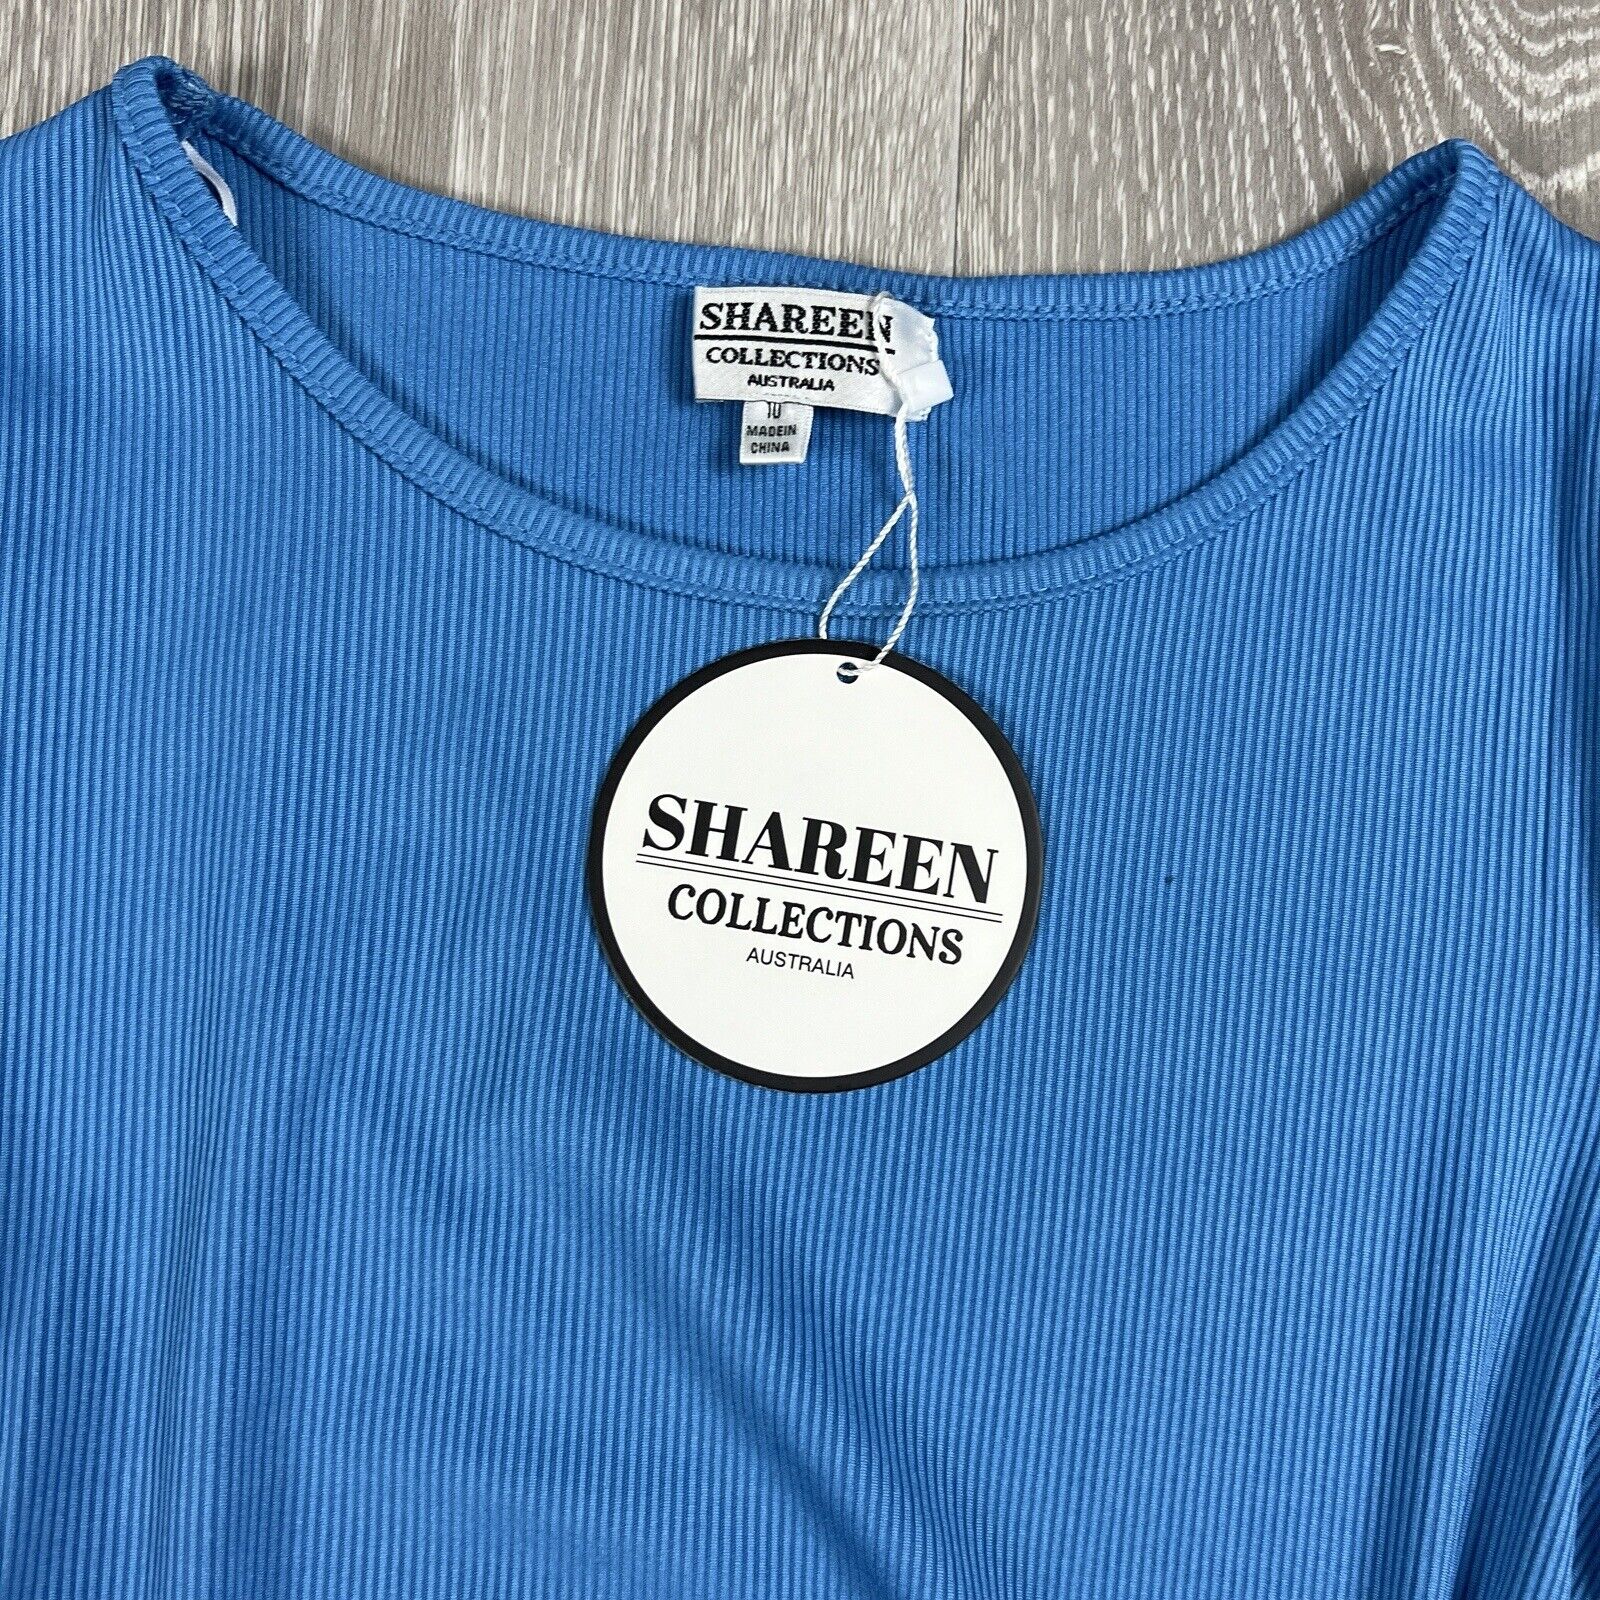 SHAREEN
COLLECTIONS
AUSTRALIA
10
MADE IN
CHINA
SHAREEN
COLLECTIONS
AUSTRALIA